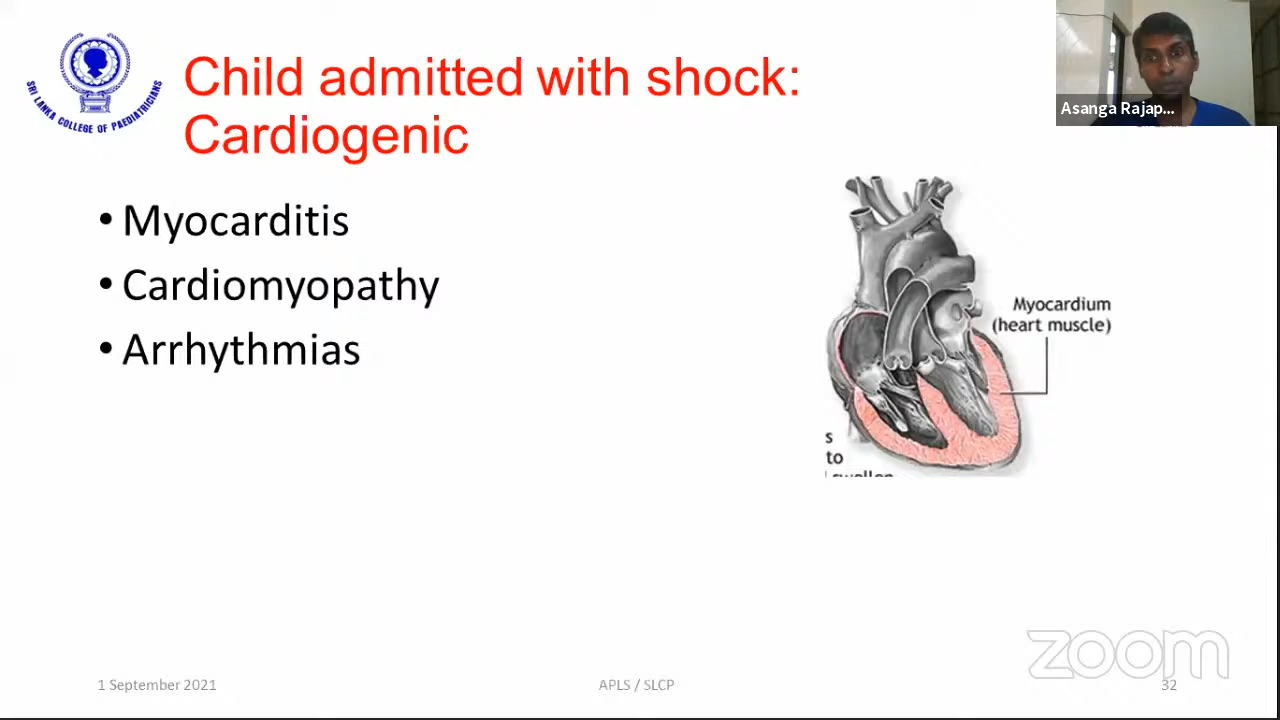 SRI LANKA COLLEGE OF PAEDIATRICIANS
Child admitted with shock:
Cardiogenic
Asanga Rajap...
• Myocarditis
• Cardiomyopathy
• Arrhythmias
Myocardium
(heart muscle)
s
to
swollen
zoom
1 September 2021
APLS / SLCP
32